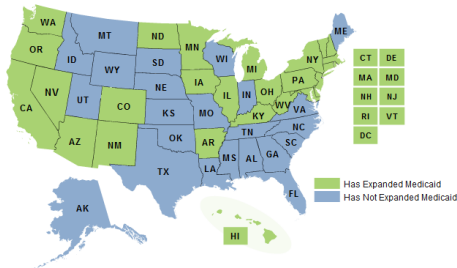 WA
OR
CA
NV
ID
MT
WY
UT
AZ
CO
NM
ND
SD
NE
KS
OK
TX
MN
IA
MO
AR
LA
WI
IL
MI
IN
OH
KY
TN
MS
AL
GA
FL
SC
NC
VA
WV
PA
NY
ME
AK
HI
CT DE
MA MD
NH NJ
RI VT
DC
Has Expanded Medicaid
Has Not Expanded Medicaid